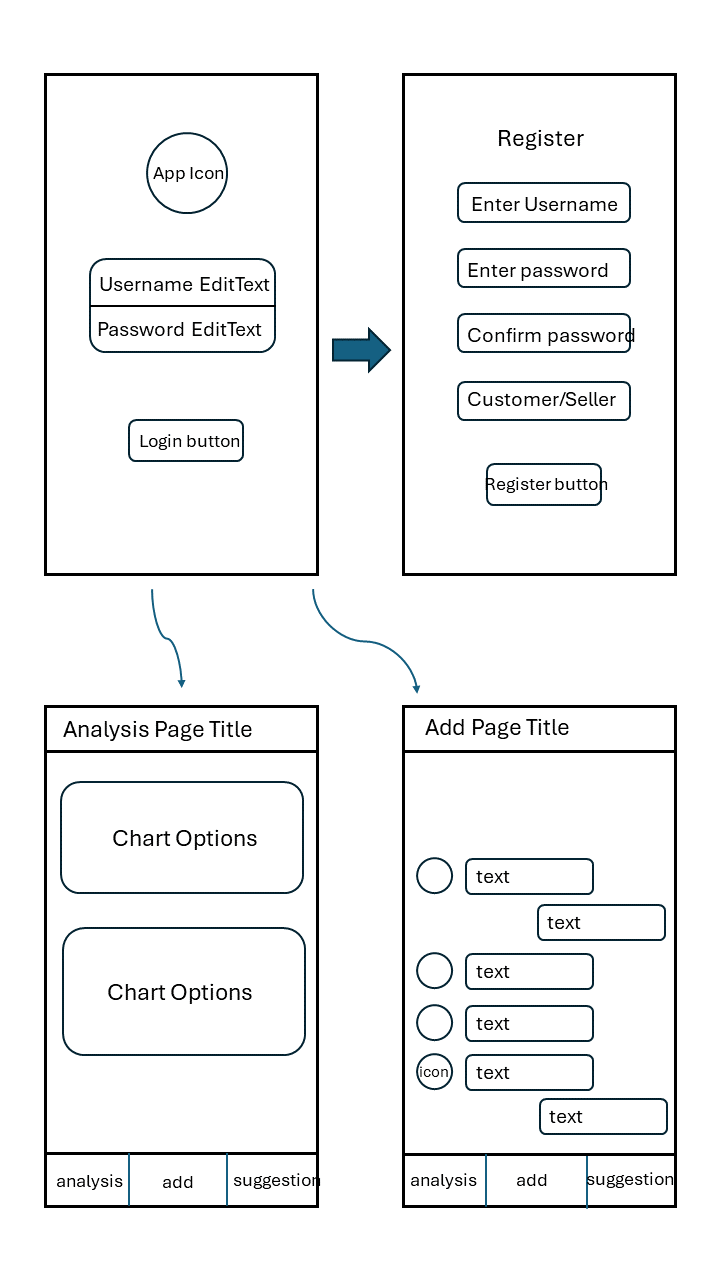 App Icon
Username EditText
Password EditText
Login button
Register
Enter Username
Enter password
Confirm password
Customer/Seller
Register button
Analysis Page Title
Chart Options
Chart Options
analysis
add
suggestion
Add Page Title
text
text
text
text
icon
text
text
analysis
add
suggestion